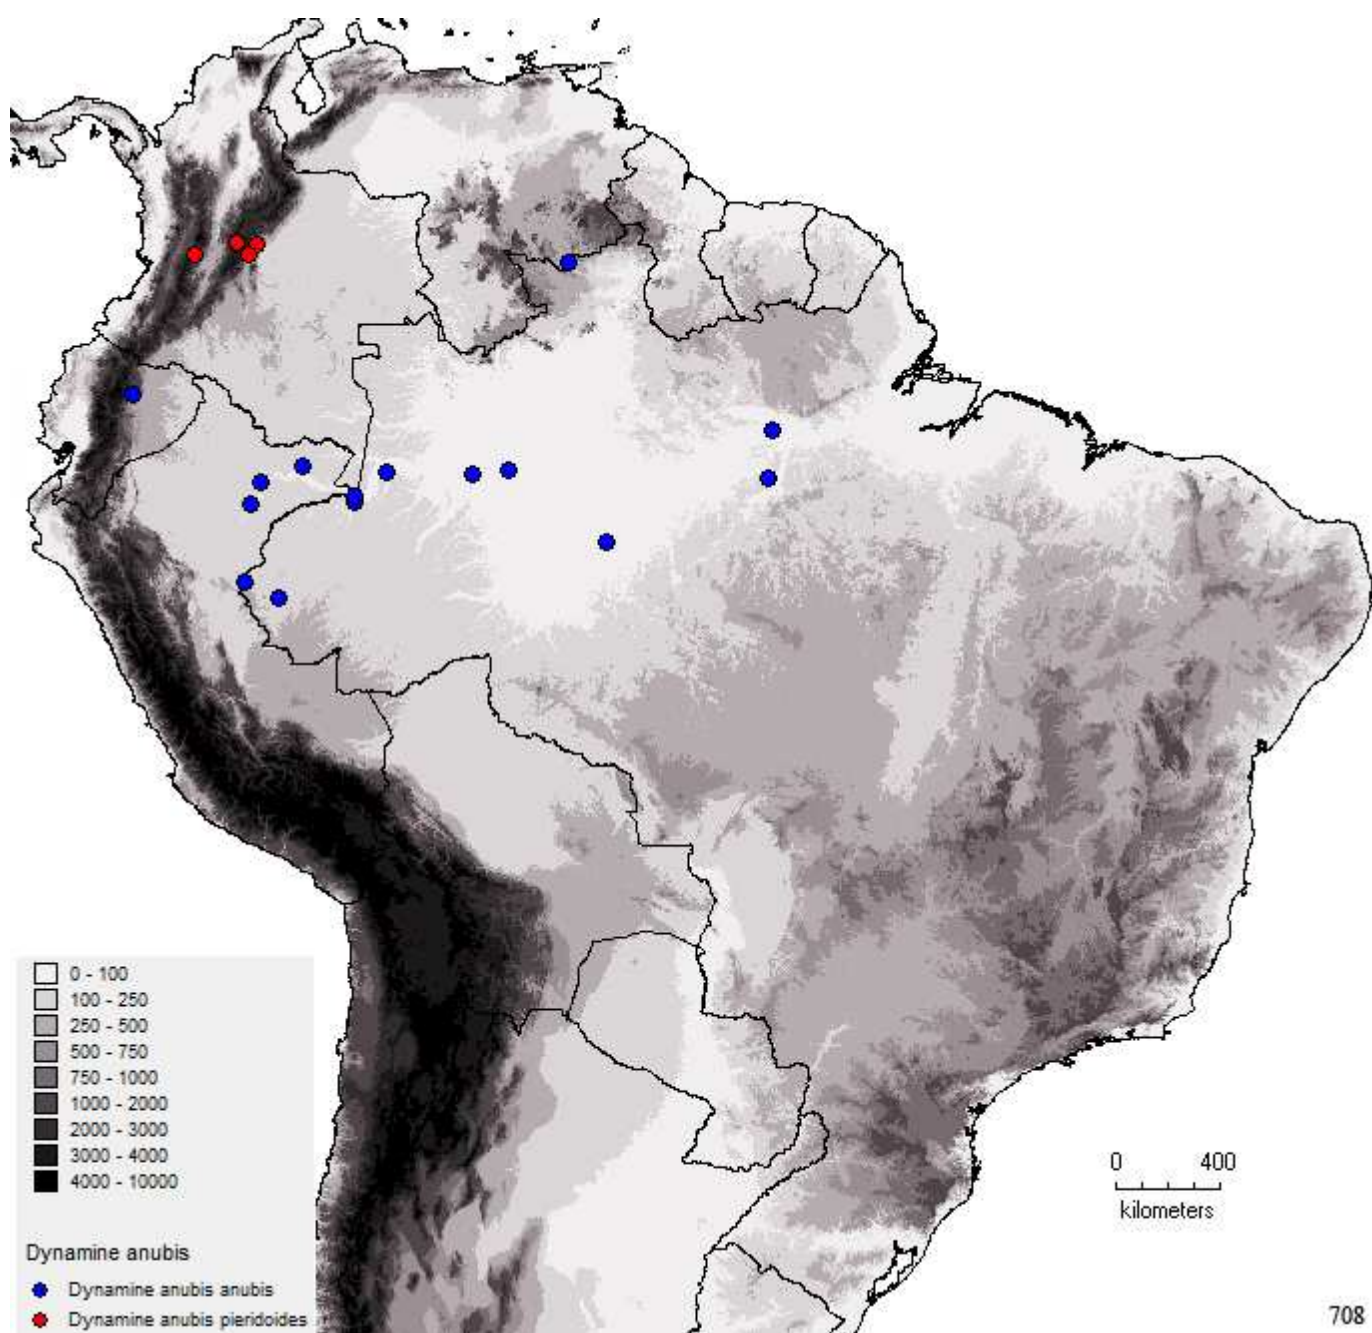 0 - 100
100 - 250
250 - 500
500 - 750
750 - 1000
1000 - 2000
2000 - 3000
3000 - 4000
4000 - 10000
Dynamine anubis
Dynamine anubis anubis
Dynamine anubis pieridoides
0 400
kilometers
708